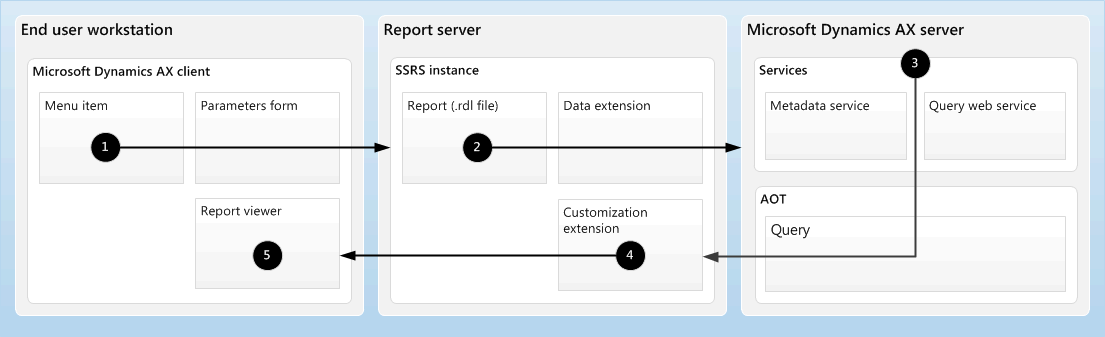 End user workstation
Microsoft Dynamics AX client
Menu item
Parameters form
1
Report viewer
5
Report server
SSRS instance
Report (.rdl file)
Data extension
2
Customization
extension
4
Microsoft Dynamics AX server
3
Services
Metadata service
Query web service
AOT
Query